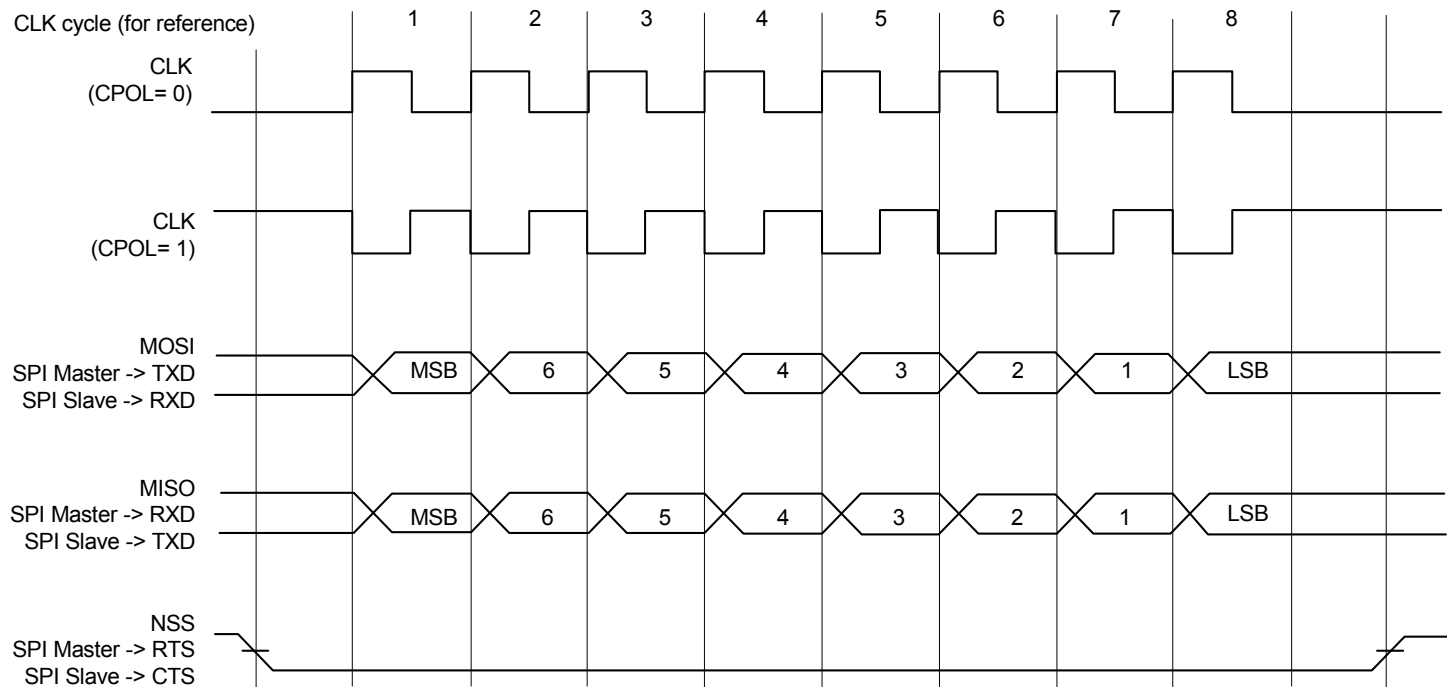 CLK cycle (for reference) 1 2 3 4 5 6 7 8
CLK
(CPOL= 0)
CLK
(CPOL= 1)
MOSI
SPI Master -> TXD
SPI Slave -> RXD
MSB 6 5 4 3 2 1 LSB
MISO
SPI Master -> RXD
SPI Slave -> TXD
MSB 6 5 4 3 2 1 LSB
NSS
SPI Master -> RTS
SPI Slave -> CTS